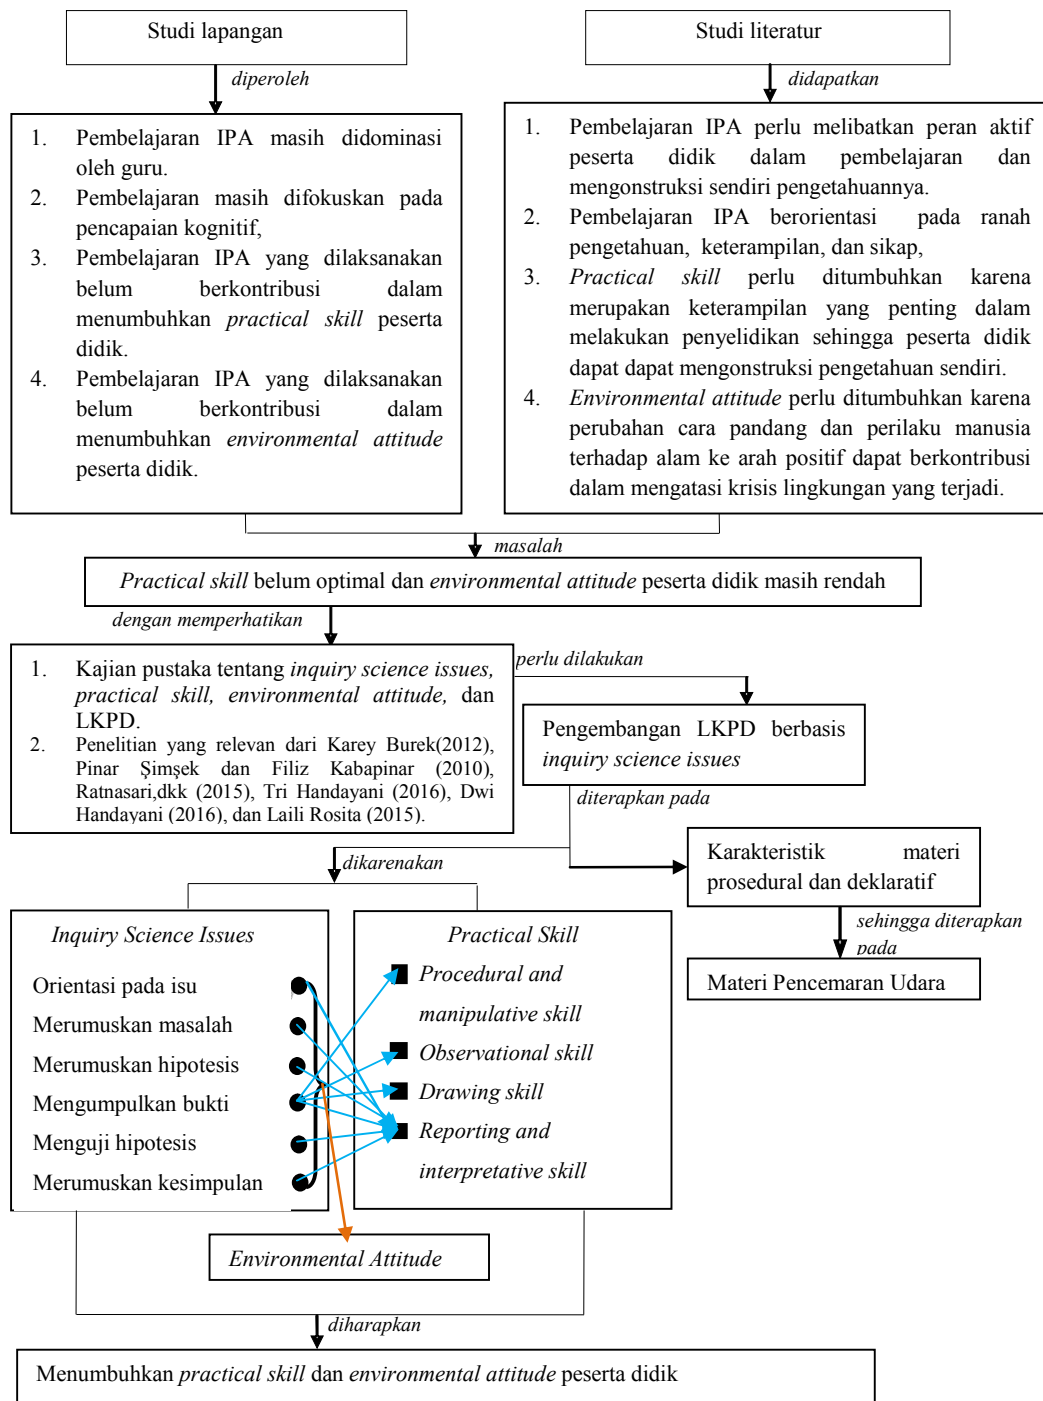 Studi lapangan
Studi literatur
diperoleh
didapatkan
1. Pembelajaran IPA masih didominasi
oleh guru.
2. Pembelajaran masih difokuskan pada
pencapaian kognitif,
3. Pembelajaran IPA yang dilaksanakan
belum berkontribusi dalam
menumbuhkan practical skill peserta
didik.
4. Pembelajaran IPA yang dilaksanakan
belum berkontribusi dalam
menumbuhkan environmental attitude
peserta didik.
1. Pembelajaran IPA perlu melibatkan peran aktif
peserta didik dalam pembelajaran dan
mengonstruksi sendiri pengetahuannya.
2. Pembelajaran IPA berorientasi pada ranah
pengetahuan, keterampilan, dan sikap,
3. Practical skill perlu ditumbuhkan karena
merupakan keterampilan yang penting dalam
melakukan penyelidikan sehingga peserta didik
dapat dapat mengonstruksi pengetahuan sendiri.
4. Environmental attitude perlu ditumbuhkan karena
perubahan cara pandang dan perilaku manusia
terhadap alam ke arah positif dapat berkontribusi
dalam mengatasi krisis lingkungan yang terjadi.
masalah
Practical skill belum optimal dan environmental attitude peserta didik masih rendah
dengan memperhatikan
1. Kajian pustaka tentang inquiry science issues,
practical skill, environmental attitude, dan
LKPD.
2. Penelitian yang relevan dari Karey Burek(2012),
Pinar Şimşek dan Filiz Kabapinar (2010),
Ratnasari,dkk (2015), Tri Handayani (2016), Dwi
Handayani (2016), dan Laili Rosita (2015).
perlu dilakukan
Pengembangan LKPD berbasis
inquiry science issues
diterapkan pada
Karakteristik materi
prosedural dan deklaratif
sehingga diterapkan
pada
Materi Pencemaran Udara
dikarenakan
Inquiry Science Issues
Orientasi pada isu
Merumuskan masalah
Merumuskan hipotesis
Mengumpulkan bukti
Menguji hipotesis
Merumuskan kesimpulan
Practical Skill
Procedural and
manipulative skill
Observational skill
Drawing skill
Reporting and
interpretative skill
Environmental Attitude
diharapkan
Menumbuhkan practical skill dan environmental attitude peserta didik